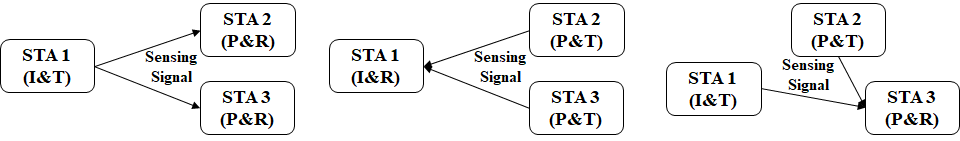 STA 1
(I&T)
Sensing
Signal
STA 2
(P&R)
STA 3
(P&R)
STA 1
(I&R)
Sensing
Signal
STA 2
(P&T)
STA 3
(P&T)
STA 1
(I&T)
STA 2
(P&T)
Sensing
Signal
STA 3
(P&R)